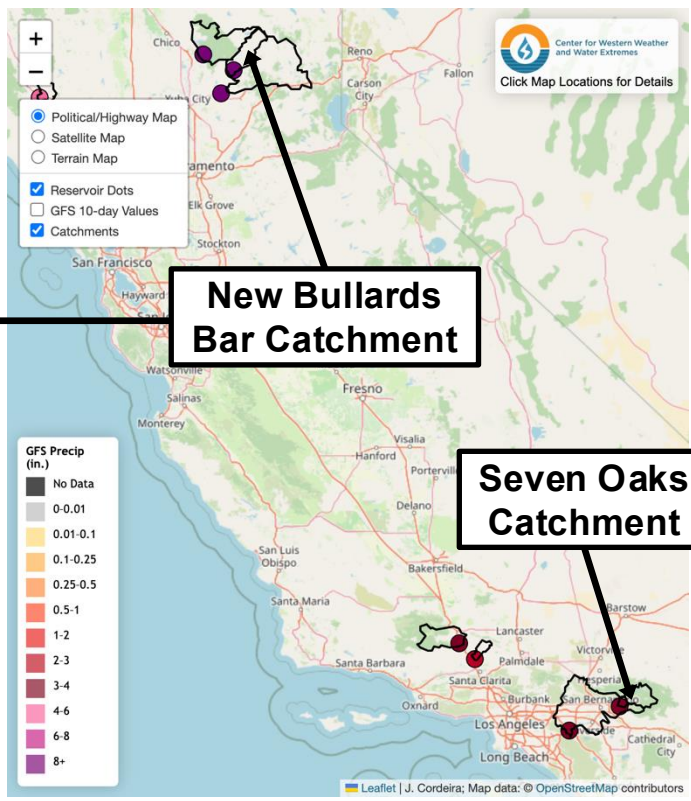 +
−
Political/Highway Map
Satellite Map
Terrain Map
Reservoir Dots
GFS 10-day Values
Catchments
Center for Western Weather
and Water Extremes
Click Map Locations for Details
Chico
Reno
Carson
City
Fallon
Yuba City
Elk Grove
Stockton
San Francisco
Hayward
New Bullards
Bar Catchment
Watsonville
Salinas
Monterey
Fresno
Visalia
Hanford
Porterville
Delano
Seven Oaks
Catchment
GFS Precip
(in.)
No Data
0-0.01
0.01-0.1
0.1-0.25
0.25-0.5
0.5-1
1-2
2-3
3-4
4-6
6-8
8+
San Luis
Obispo
Bakersfield
Santa Maria
Barstow
Lancaster
Santa Barbara
Palmdale
Victorville
Santa Clarita
Oxnard
Burbank
Los Angeles
Long Beach
Cathedral
City
Leaflet | J. Cordeira; Map data: © OpenStreetMap contributors